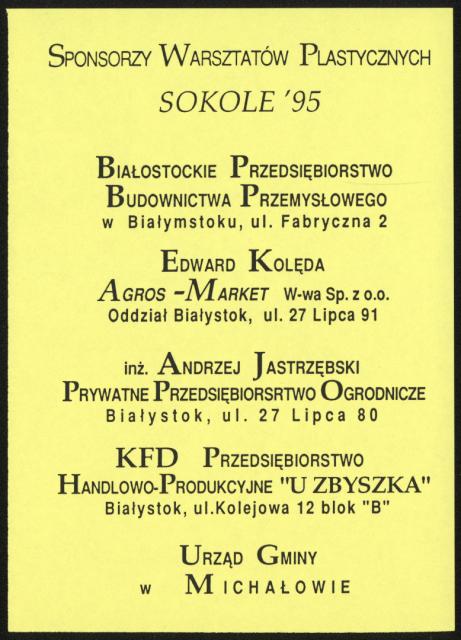 SPONSORZY WARSZTATÓW PLASTYCZNYCH
SOKOLE '95
BIAŁOSTOCKIE PRZEDSIĘBIORSTWO
BUDOWNICTWA PRZEMYSŁOWEGO
w Białymstoku, ul. Fabryczna 2
EDWARD KOLĘDA
AGROS -MARKET W-wa Sp. z o.o.
Oddział Białystok, ul. 27 Lipca 91
inż. ANDRZEJ JASTRZĘBSKI
PRYWATNE PRZEDSIĘBIORSRTWO OGRODNICZE
Białystok, ul. 27 Lipca 80
KFD PRZEDSIĘBIORSTWO
HANDLOWO-PRODUKCYJNE "U ZBYSZKA"
Białystok, ul.Kolejowa 12 blok "B"
URZĄD GMINY
w MICHAŁOWIE